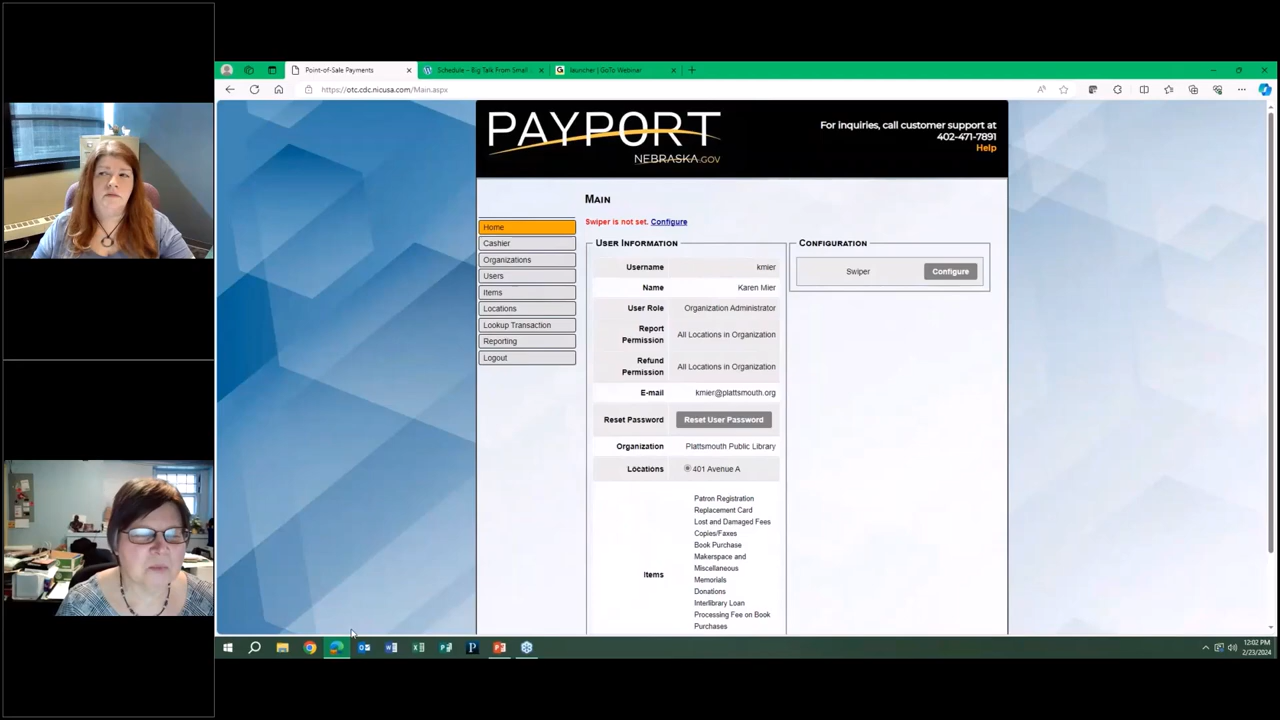 Point-of-Sale Payments
Schedule – Big Talk From Small
launcher | GoTo Webinar
https://otc.cdc.nicusa.com/Main.aspx
PAYPORT
NEBRASKA.GOV
For inquiries, call customer support at
402-471-7891
Help
MAIN
Swiper is not set. Configure
Home
Cashier
Organizations
Users
Items
Locations
Lookup Transaction
Reporting
Logout
USER INFORMATION
Username kmier
Name Karen Mier
User Role Organization Administrator
Report Permission All Locations in Organization
Refund Permission All Locations in Organization
E-mail kmier@plattsmouth.org
Reset Password Reset User Password
Organization Plattsmouth Public Library
Locations 401 Avenue A
Items
Patron Registration
Replacement Card
Lost and Damaged Fees
Copies/Faxes
Book Purchase
Makerspace and
Miscellaneous
Memorials
Donations
Interlibrary Loan
Processing Fee on Book
Purchases
CONFIGURATION
Swiper Configure
12:02 PM
2/23/2024